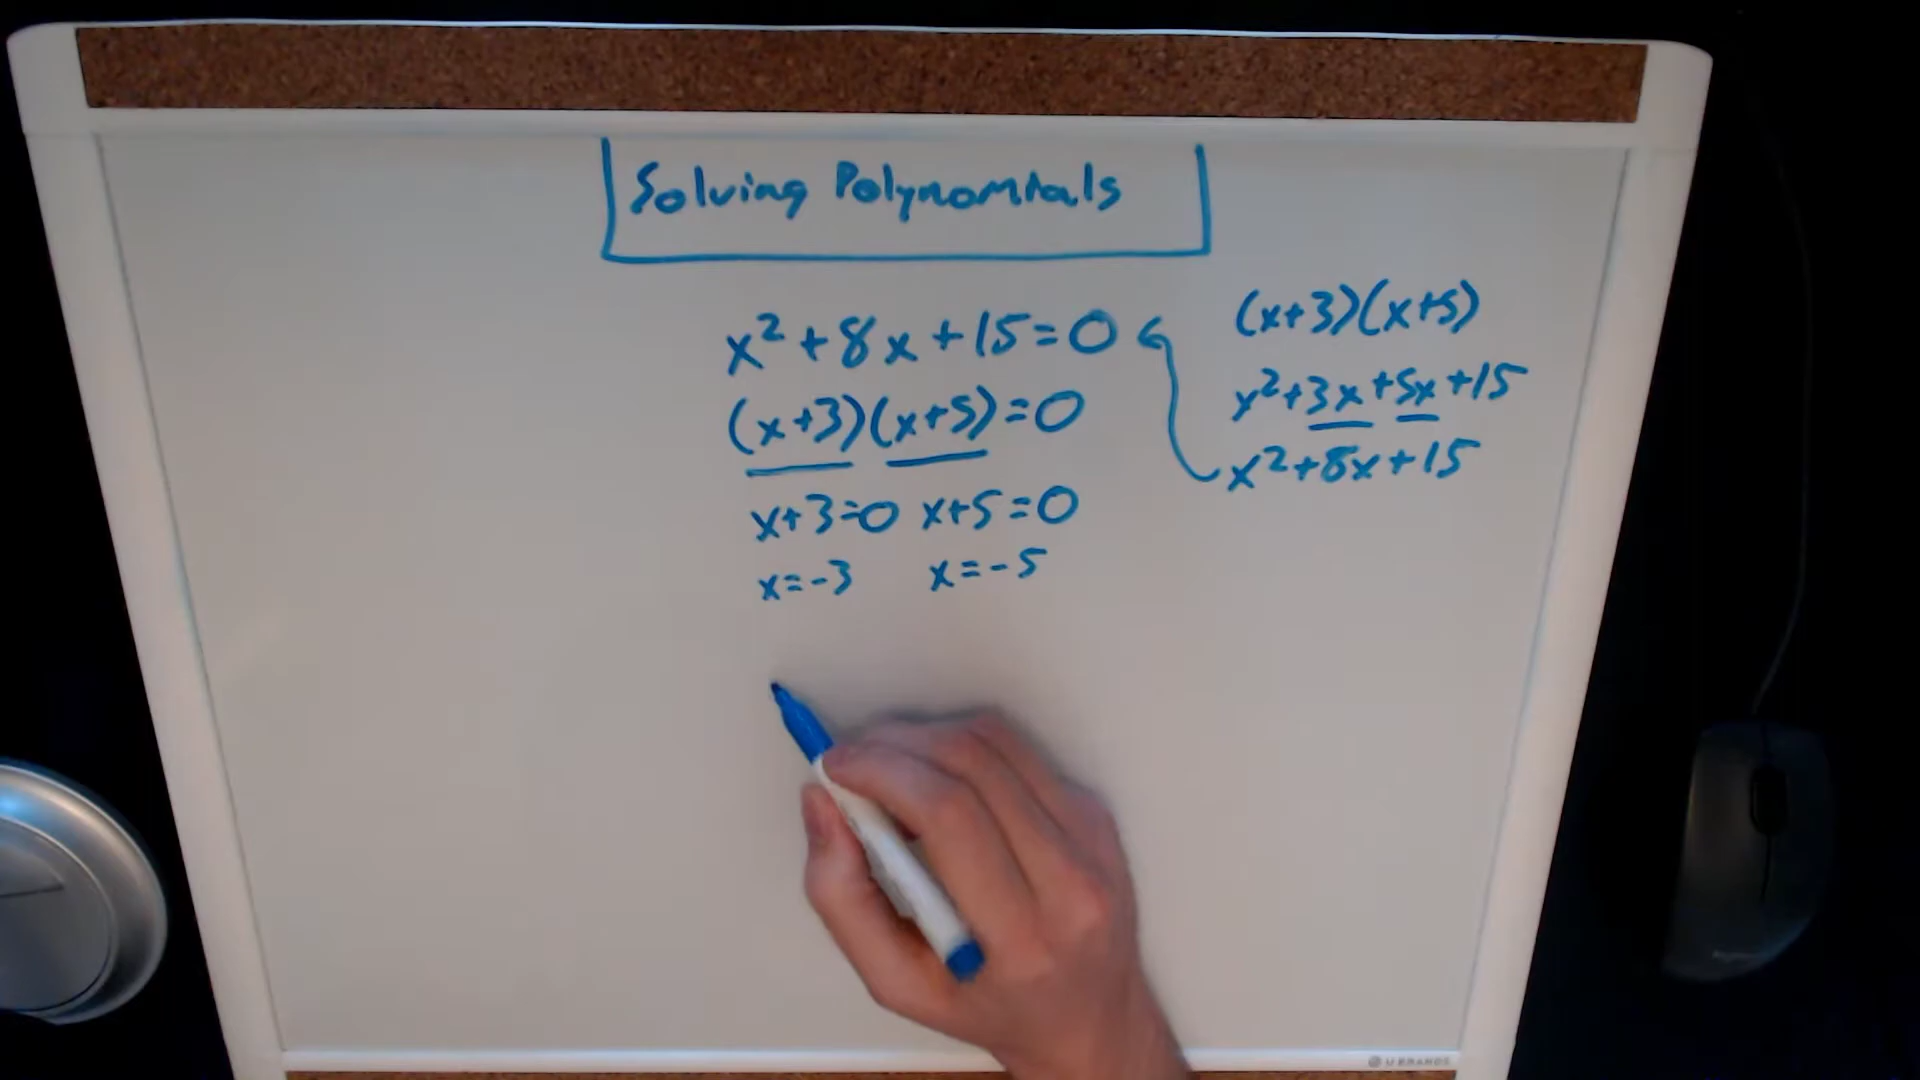 Solving Polynomials
x²+8x+15=0
(x+3)(x+5)=0
x+3=0 x+5=0
x=-3 x=-5
(x+3)(x+5)
x²+3x+5x+15
x²+8x+15
U BRANDS